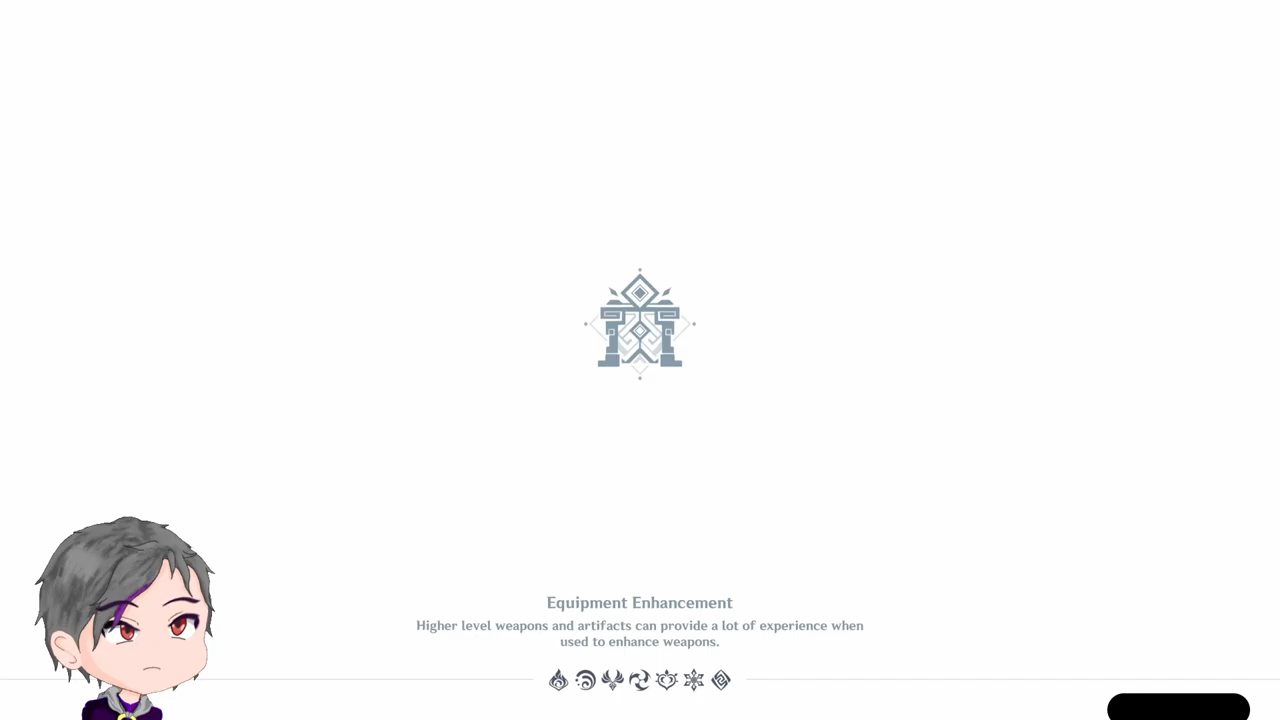 Equipment Enhancement
Higher level weapons and artifacts can provide a lot of experience when
used to enhance weapons.